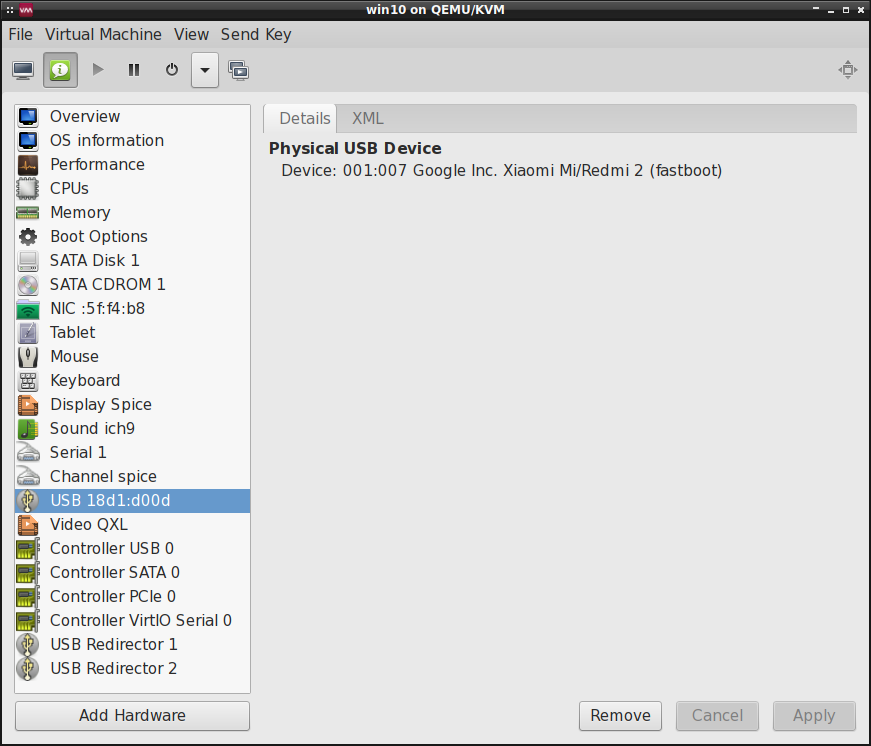 win10 on QEMU/KVM
File Virtual Machine View Send Key
Details XML
Overview
OS information
Performance
CPUs
Memory
Boot Options
SATA Disk 1
SATA CDROM 1
NIC :5f:f4:b8
Tablet
Mouse
Keyboard
Display Spice
Sound ich9
Serial 1
Channel spice
USB 18d1:d00d
Video QXL
Controller USB 0
Controller SATA 0
Controller PCIe 0
Controller VirtIO Serial 0
USB Redirector 1
USB Redirector 2
Physical USB Device
Device: 001:007 Google Inc. Xiaomi Mi/Redmi 2 (fastboot)
Add Hardware
Remove Cancel Apply